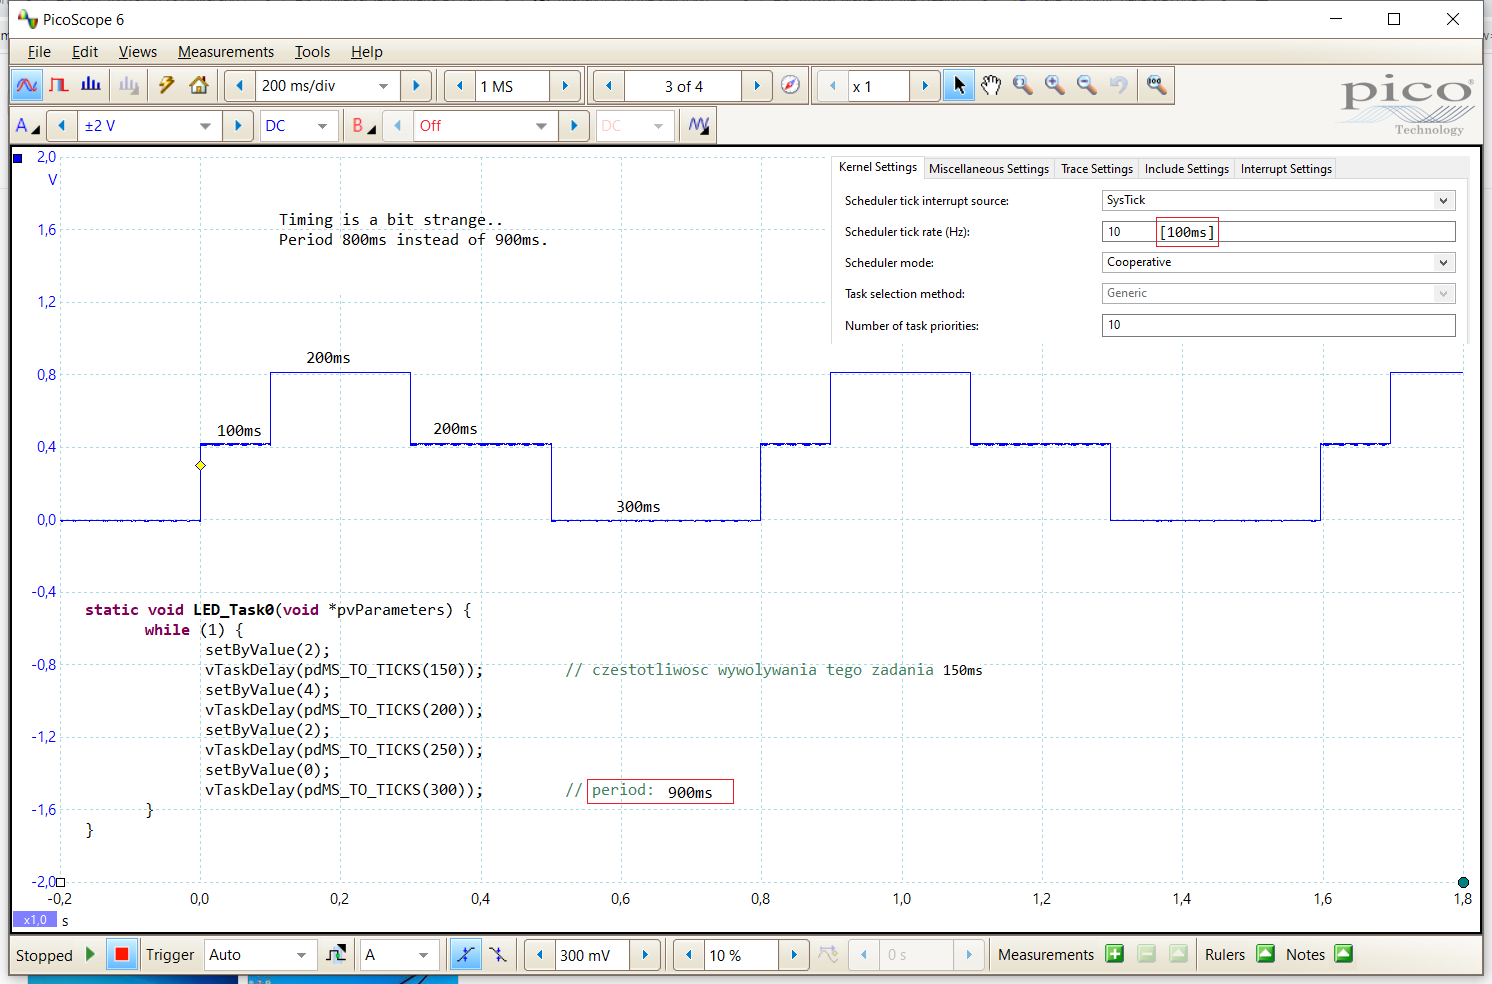 PicoScope 6
File Edit Views Measurements Tools Help
200 ms/div 1 MS 3 of 4 x 1
pico
Technology
A ±2 V DC B Off DC
2,0
V
1,6
1,2
0,8
0,4
0,0
-0,4
-0,8
-1,2
-1,6
-2,0
Timing is a bit strange..
Period 800ms instead of 900ms.
Kernel Settings Miscellaneous Settings Trace Settings Include Settings Interrupt Settings
Scheduler tick interrupt source: SysTick
Scheduler tick rate (Hz): 10 [100ms]
Scheduler mode: Cooperative
Task selection method: Generic
Number of task priorities: 10
200ms
100ms
200ms
300ms
static void LED_Task0(void *pvParameters) {
while (1) {
setByValue(2);
vTaskDelay(pdMS_TO_TICKS(150)); // czestotliwosc wywolywania tego zadania 150ms
setByValue(4);
vTaskDelay(pdMS_TO_TICKS(200));
setByValue(2);
vTaskDelay(pdMS_TO_TICKS(250));
setByValue(0);
vTaskDelay(pdMS_TO_TICKS(300)); // period: 900ms
}
}
-0,2 0,0 0,2 0,4 0,6 0,8 1,0 1,2 1,4 1,6 1,8
x1,0 s
Stopped Trigger Auto A 300 mV 10 % 0 s Measurements Rulers Notes